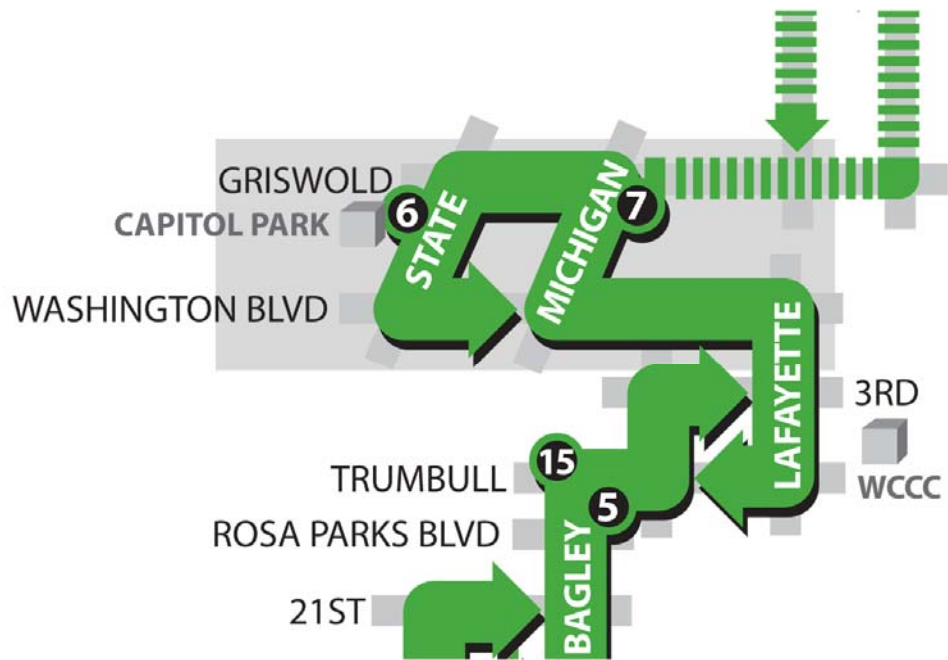 GRISWOLD
6
7
CAPITOL PARK
STATE
MICHIGAN
WASHINGTON BLVD
LAFAYETTE
3RD
15
TRUMBULL
WCCC
5
ROSA PARKS BLVD
BAGLEY
21ST